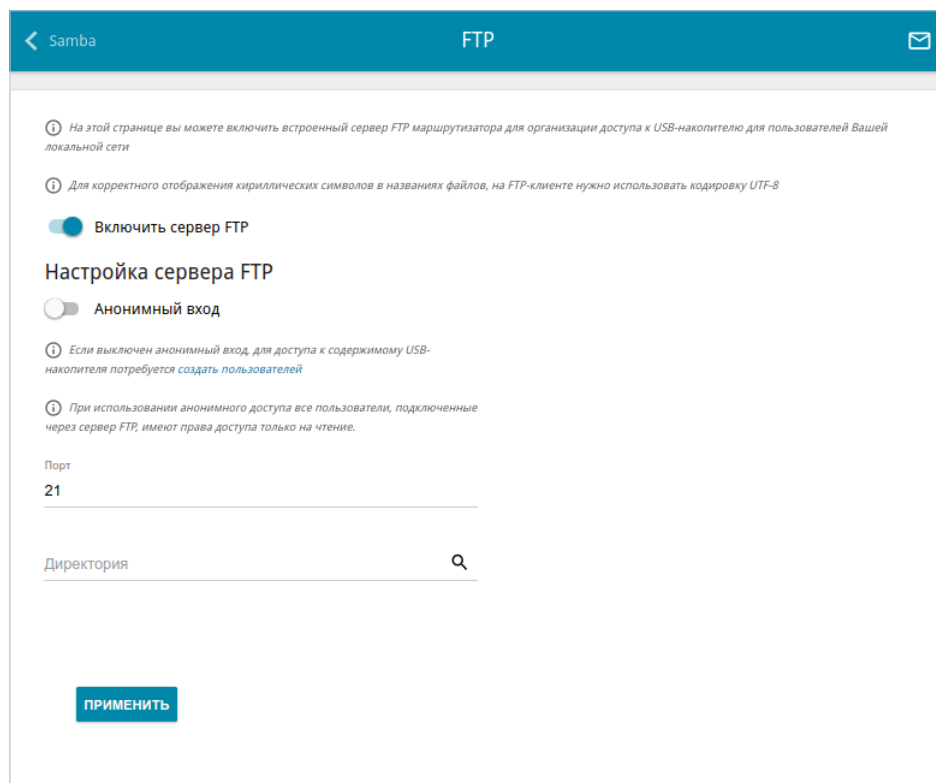 Samba
FTP
На этой странице вы можете включить встроенный сервер FTP маршрутизатора для организации доступа к USB-накопителю для пользователей Вашей
локальной сети
Для корректного отображения кириллических символов в названиях файлов, на FTP-клиенте нужно использовать кодировку UTF-8
Включить сервер FTP
Настройка сервера FTP
Анонимный вход
Если выключен анонимный вход, для доступа к содержимому USB-
накопителя потребуется создать пользователей
При использовании анонимного доступа все пользователи, подключенные
через сервер FTP, имеют права доступа только на чтение.
Порт
21
Директория
ПРИМЕНИТЬ